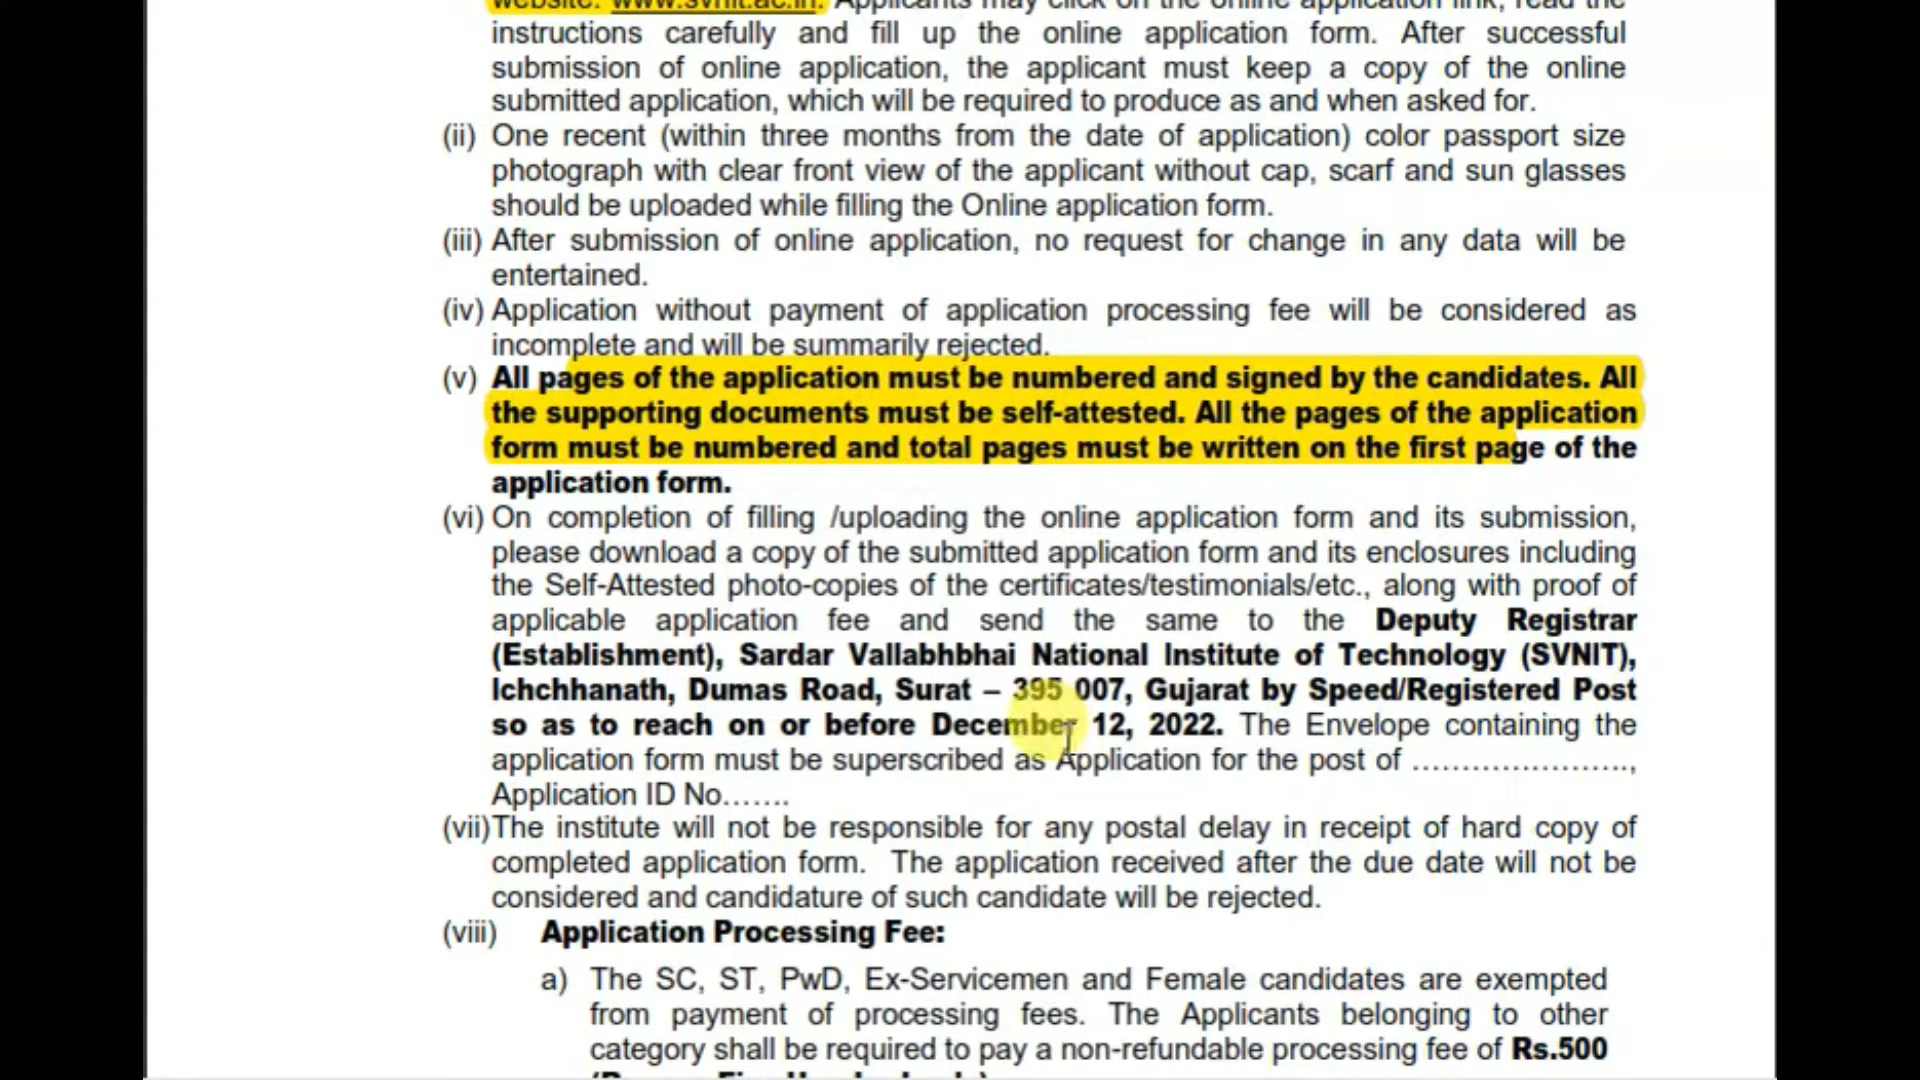 website: www.svnit.ac.in. Applicants may click on the online application link, read the
instructions carefully and fill up the online application form. After successful
submission of online application, the applicant must keep a copy of the online
submitted application, which will be required to produce as and when asked for.
(ii) One recent (within three months from the date of application) color passport size
photograph with clear front view of the applicant without cap, scarf and sun glasses
should be uploaded while filling the Online application form.
(iii) After submission of online application, no request for change in any data will be
entertained.
(iv) Application without payment of application processing fee will be considered as
incomplete and will be summarily rejected.
(v) All pages of the application must be numbered and signed by the candidates. All
the supporting documents must be self-attested. All the pages of the application
form must be numbered and total pages must be written on the first page of the
application form.
(vi) On completion of filling /uploading the online application form and its submission,
please download a copy of the submitted application form and its enclosures including
the Self-Attested photo-copies of the certificates/testimonials/etc., along with proof of
applicable application fee and send the same to the Deputy Registrar
(Establishment), Sardar Vallabhbhai National Institute of Technology (SVNIT),
Ichchhanath, Dumas Road, Surat – 395 007, Gujarat by Speed/Registered Post
so as to reach on or before December 12, 2022. The Envelope containing the
application form must be superscribed as Application for the post of ......................,
Application ID No.......
(vii)The institute will not be responsible for any postal delay in receipt of hard copy of
completed application form. The application received after the due date will not be
considered and candidature of such candidate will be rejected.
(viii) Application Processing Fee:
a) The SC, ST, PwD, Ex-Servicemen and Female candidates are exempted
from payment of processing fees. The Applicants belonging to other
category shall be required to pay a non-refundable processing fee of Rs.500